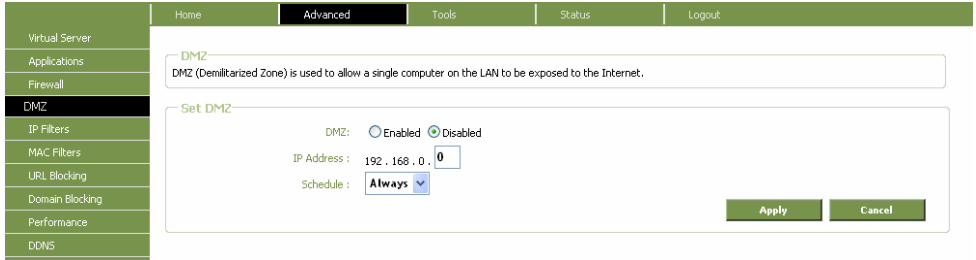 Home Advanced Tools Status Logout
Virtual Server
Applications
Firewall
DMZ
IP Filters
MAC Filters
URL Blocking
Domain Blocking
Performance
DDNS
DMZ
DMZ (Demilitarized Zone) is used to allow a single computer on the LAN to be exposed to the Internet.
Set DMZ
DMZ: Enabled Disabled
IP Address : 192 . 168 . 0 . 0
Schedule : Always
Apply Cancel